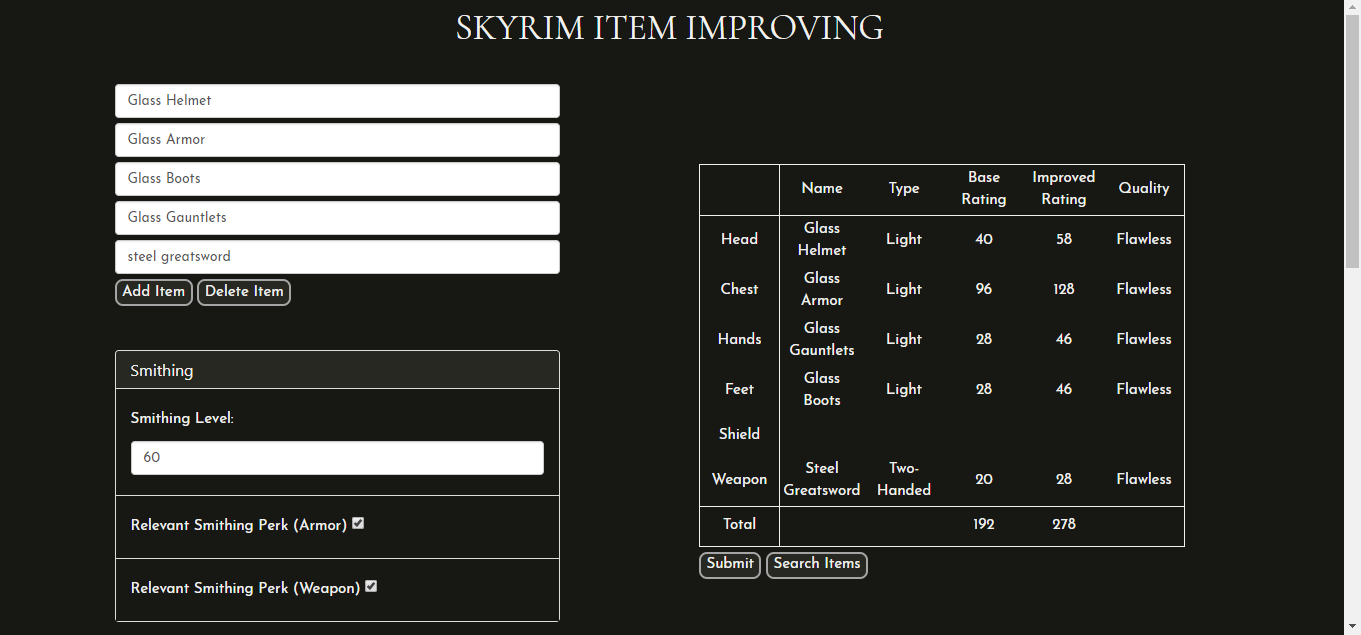 SKYRIM ITEM IMPROVING
Glass Helmet
Glass Armor
Glass Boots
Glass Gauntlets
steel greatsword
Add Item Delete Item
Smithing
Smithing Level:
60
Relevant Smithing Perk (Armor)
Relevant Smithing Perk (Weapon)
Name Type Base Rating Improved Rating Quality
Head Glass Helmet Light 40 58 Flawless
Chest Glass Armor Light 96 128 Flawless
Hands Glass Gauntlets Light 28 46 Flawless
Feet Glass Boots Light 28 46 Flawless
Shield
Weapon Steel Greatsword Two-Handed 20 28 Flawless
Total 192 278
Submit Search Items